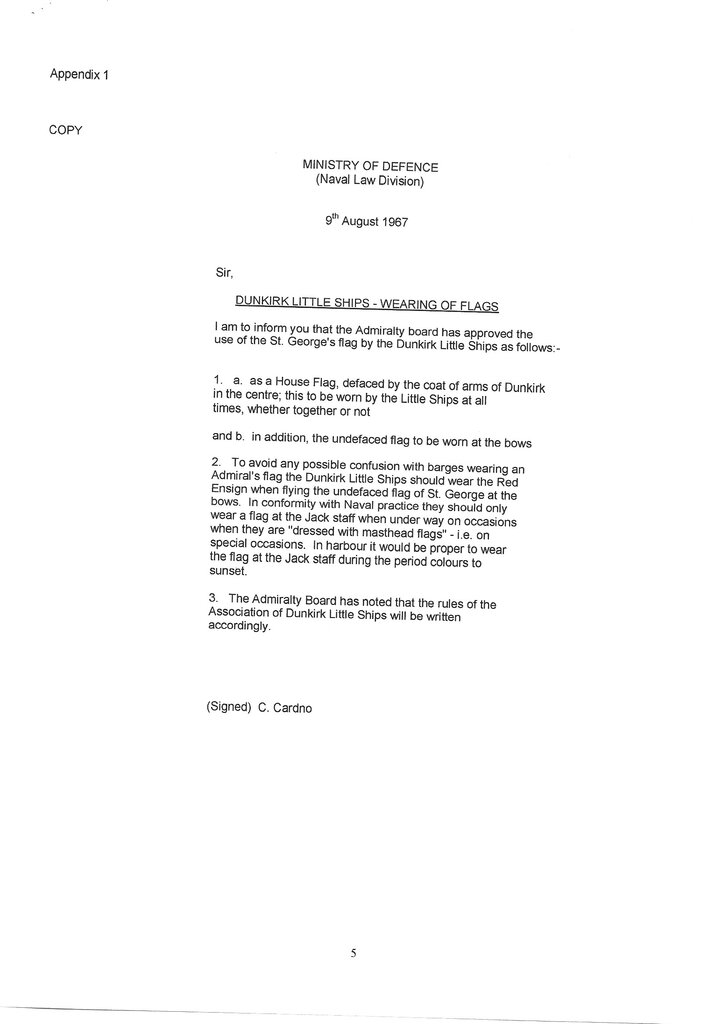 Appendix 1
COPY
MINISTRY OF DEFENCE
(Naval Law Division)
9th August 1967
Sir,
DUNKIRK LITTLE SHIPS - WEARING OF FLAGS
I am to inform you that the Admiralty board has approved the
use of the St. George's flag by the Dunkirk Little Ships as follows:-
1. a. as a House Flag, defaced by the coat of arms of Dunkirk
in the centre; this to be worn by the Little Ships at all
times, whether together or not
and b. in addition, the undefaced flag to be worn at the bows
2. To avoid any possible confusion with barges wearing an
Admiral's flag the Dunkirk Little Ships should wear the Red
Ensign when flying the undefaced flag of St. George at the
bows. In conformity with Naval practice they should only
wear a flag at the Jack staff when under way on occasions
when they are "dressed with masthead flags" - i.e. on
special occasions. In harbour it would be proper to wear
the flag at the Jack staff during the period colours to
sunset.
3. The Admiralty Board has noted that the rules of the
Association of Dunkirk Little Ships will be written
accordingly.
(Signed) C. Cardno
5